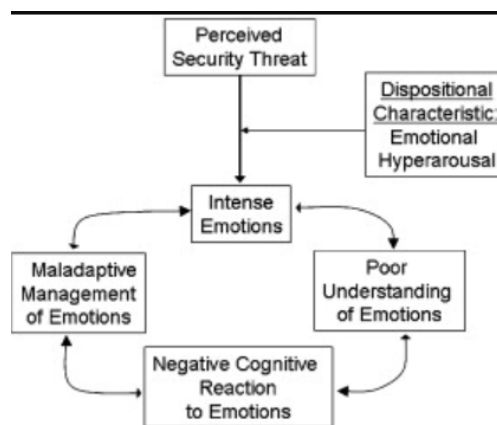 Perceived
Security Threat
Dispositional
Characteristic:
Emotional
Hyperarousal
Intense
Emotions
Maladaptive
Management
of Emotions
Poor
Understanding
of Emotions
Negative Cognitive
Reaction
to Emotions